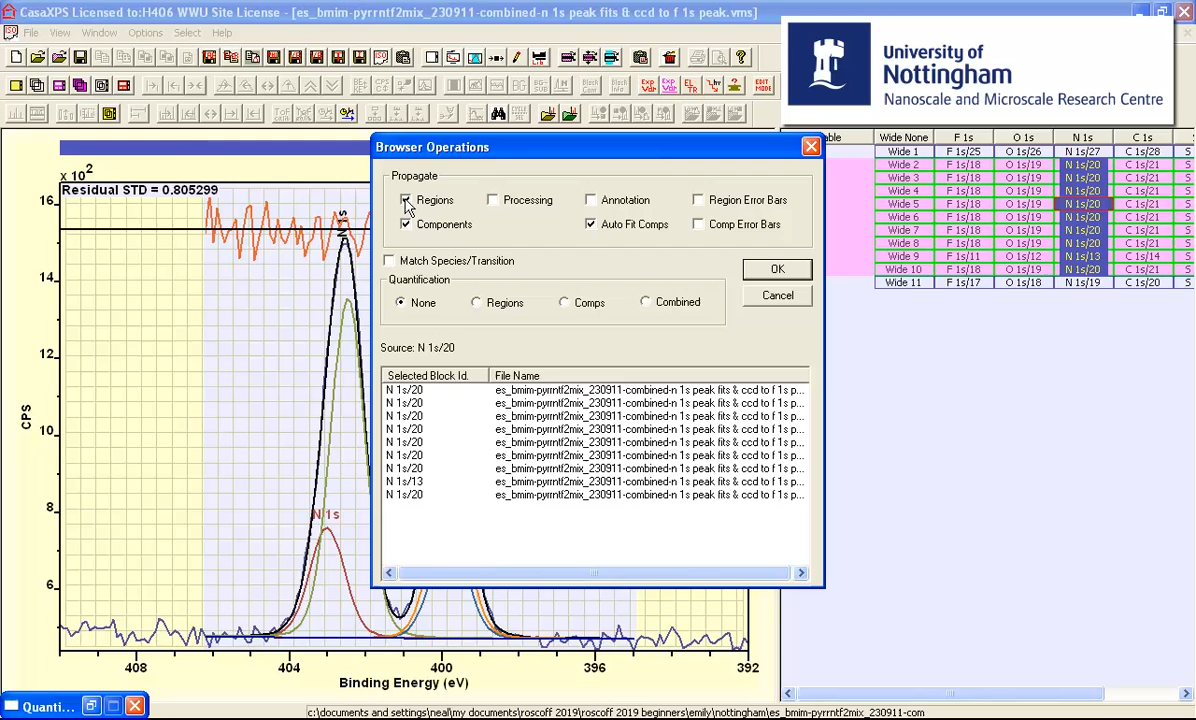 CasaXPS Licensed to:H406 WWU Site License - [es_bmim-pyrrntf2mix_230911-combined-n 1s peak fits & ccd to f 1s peak.vms]
File View Window Options Select Help
University of
Nottingham
Nanoscale and Microscale Research Centre
Browser Operations
Propagate
Regions Processing Annotation Region Error Bars
Components Auto Fit Comps Comp Error Bars
Match Species/Transition
OK
Quantification
None Regions Comps Combined
Cancel
Source: N 1s/20
Selected Block Id. File Name
N 1s/20 es_bmim-pyrrntf2mix_230911-combined-n 1s peak fits & ccd to f 1s p...
N 1s/20 es_bmim-pyrrntf2mix_230911-combined-n 1s peak fits & ccd to f 1s p...
N 1s/20 es_bmim-pyrrntf2mix_230911-combined-n 1s peak fits & ccd to f 1s p...
N 1s/20 es_bmim-pyrrntf2mix_230911-combined-n 1s peak fits & ccd to f 1s p...
N 1s/20 es_bmim-pyrrntf2mix_230911-combined-n 1s peak fits & ccd to f 1s p...
N 1s/20 es_bmim-pyrrntf2mix_230911-combined-n 1s peak fits & ccd to f 1s p...
N 1s/20 es_bmim-pyrrntf2mix_230911-combined-n 1s peak fits & ccd to f 1s p...
N 1s/13 es_bmim-pyrrntf2mix_230911-combined-n 1s peak fits & ccd to f 1s p...
N 1s/20 es_bmim-pyrrntf2mix_230911-combined-n 1s peak fits & ccd to f 1s p...
x 10²
Residual STD = 0.805299
16
14
12
10
8
6
CPS
N 1s
N 1s
408 404 400 396 392
Binding Energy (eV)
able Wide None F 1s O 1s N 1s C 1s
Wide 1 F 1s/25 O 1s/26 N 1s/27 C 1s/28 S
Wide 2 F 1s/18 O 1s/19 N 1s/20 C 1s/21 S
Wide 3 F 1s/18 O 1s/19 N 1s/20 C 1s/21 S
Wide 4 F 1s/18 O 1s/19 N 1s/20 C 1s/21 S
Wide 5 F 1s/18 O 1s/19 N 1s/20 C 1s/21 S
Wide 6 F 1s/18 O 1s/19 N 1s/20 C 1s/21 S
Wide 7 F 1s/18 O 1s/19 N 1s/20 C 1s/21 S
Wide 8 F 1s/18 O 1s/19 N 1s/20 C 1s/21 S
Wide 9 F 1s/11 O 1s/12 N 1s/13 C 1s/14 S
Wide 10 F 1s/18 O 1s/19 N 1s/20 C 1s/21 S
Wide 11 F 1s/17 O 1s/18 N 1s/19 C 1s/20 S
Quanti...
c:\documents and settings\neal\my documents\roscoff 2019\roscoff 2019 beginners\emily\nottingham\es_bmim-pyrrntf2mix_230911-com